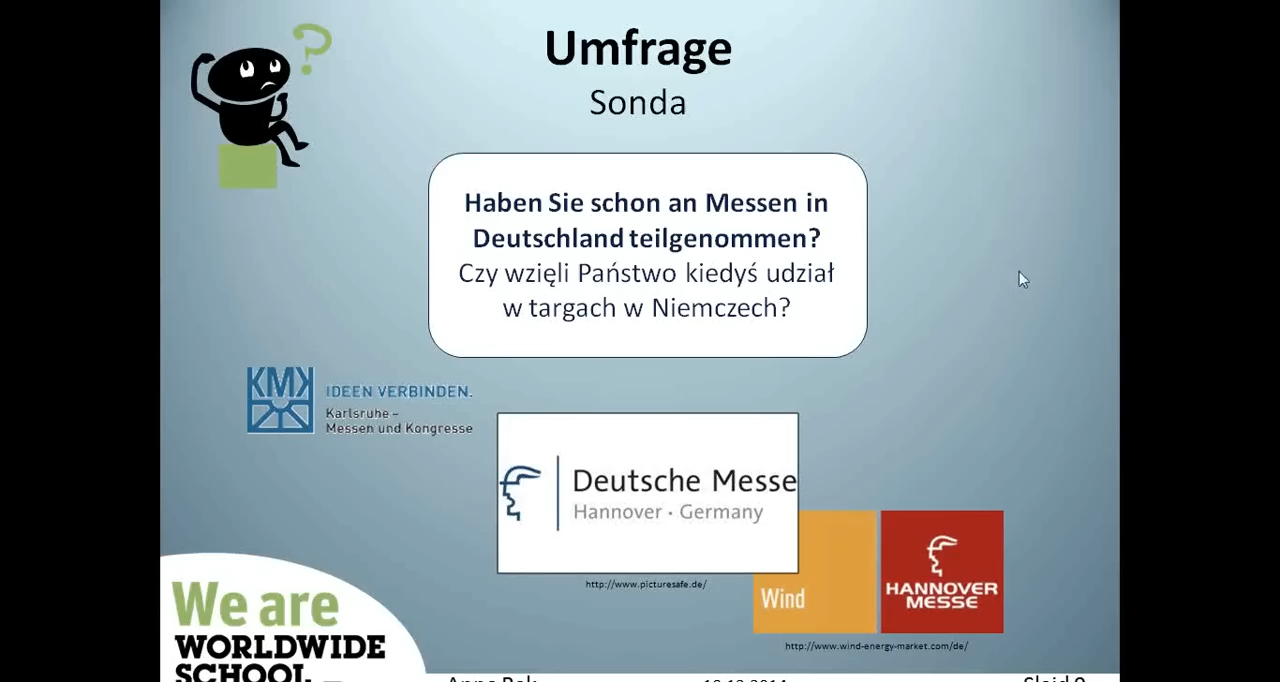 ?
Umfrage
Sonda
Haben Sie schon an Messen in
Deutschland teilgenommen?
Czy wzięli Państwo kiedyś udział
w targach w Niemczech?
KMK
IDEEN VERBINDEN.
Karlsruhe –
Messen und Kongresse
Deutsche Messe
Hannover · Germany
http://www.picturesafe.de/
Wind
HANNOVER
MESSE
http://www.wind-energy-market.com/de/
We are
WORLDWIDE
SCHOOL